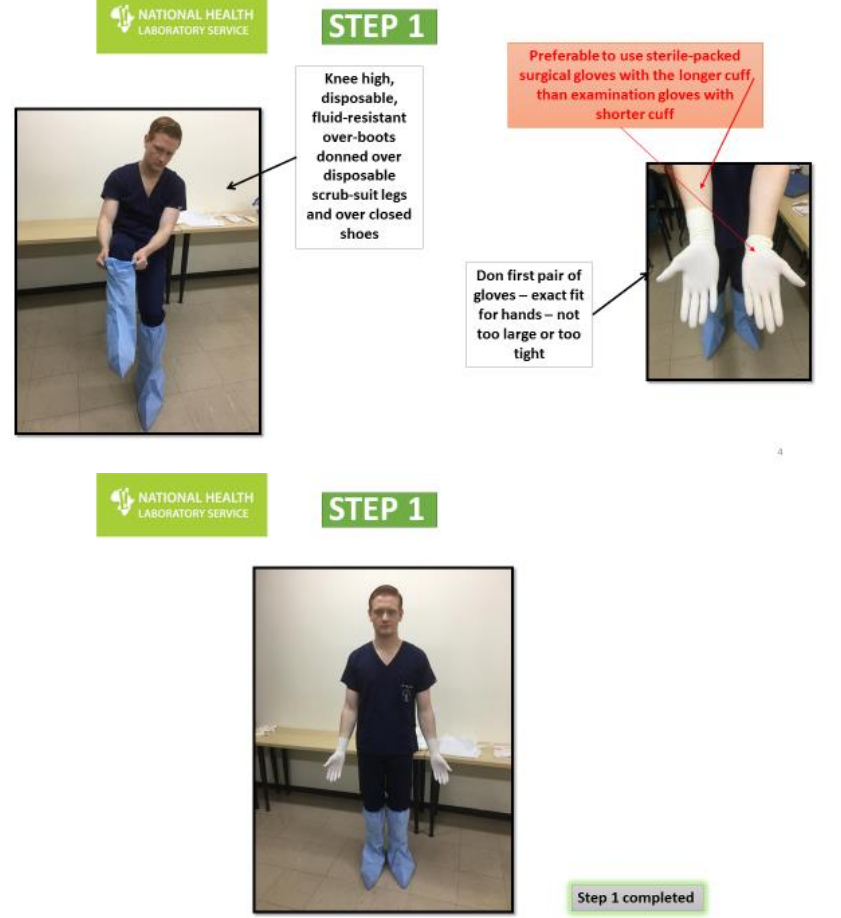 NATIONAL HEALTH
LABORATORY SERVICE
STEP 1
Knee high,
disposable,
fluid-resistant
over-boots
donned over
disposable
scrub-suit legs
and over closed
shoes
Preferable to use sterile-packed
surgical gloves with the longer cuff,
than examination gloves with
shorter cuff
Don first pair of
gloves – exact fit
for hands – not
too large or too
tight
4
NATIONAL HEALTH
LABORATORY SERVICE
STEP 1
Step 1 completed